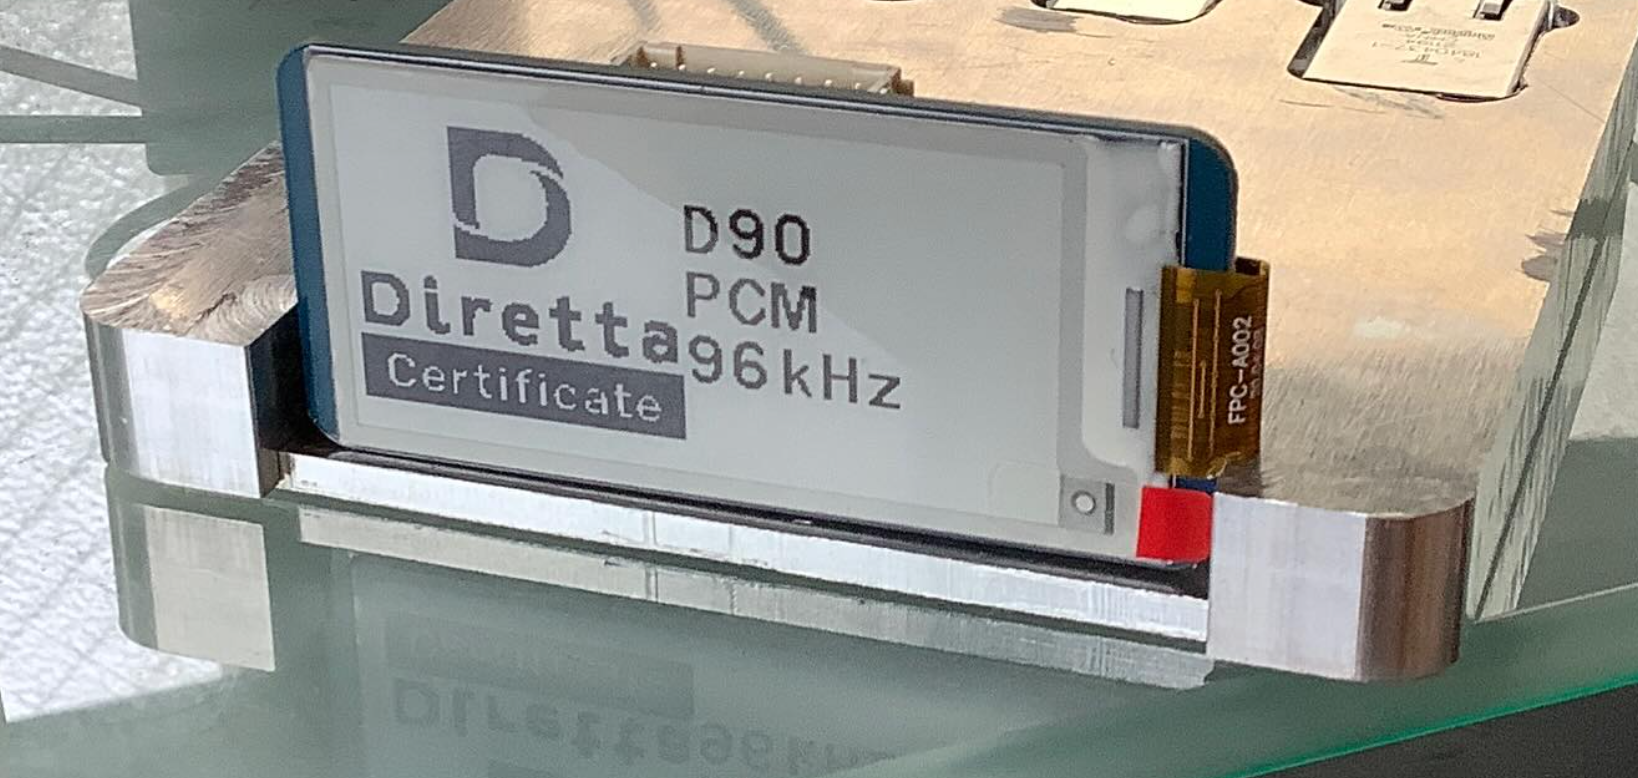 Diretta
Certificate
D90
PCM
96kHz
FPC-A002